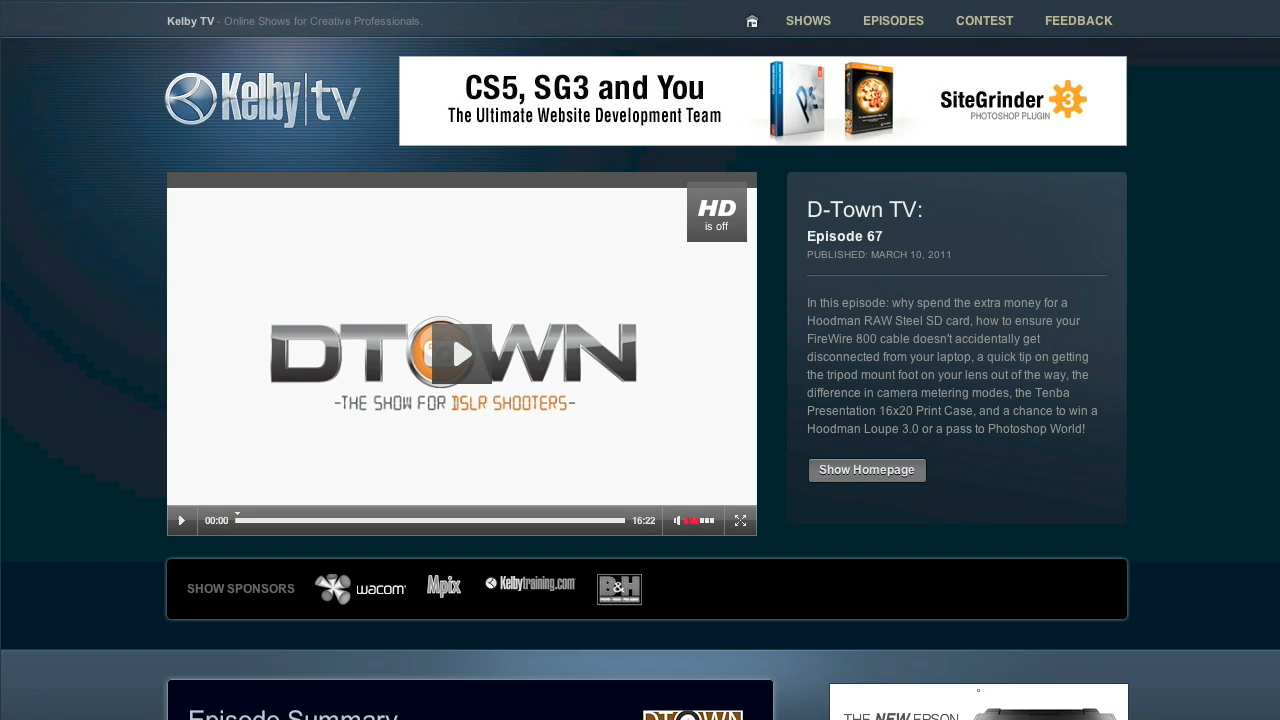 Kelby TV - Online Shows for Creative Professionals.
SHOWS EPISODES CONTEST FEEDBACK
Kelby tv
CS5, SG3 and You
The Ultimate Website Development Team
SiteGrinder 3
PHOTOSHOP PLUGIN
HD
is off
DTOWN
-THE SHOW FOR DSLR SHOOTERS-
00:00 16:22
D-Town TV:
Episode 67
PUBLISHED: MARCH 10, 2011
In this episode: why spend the extra money for a
Hoodman RAW Steel SD card, how to ensure your
FireWire 800 cable doesn't accidentally get
disconnected from your laptop, a quick tip on getting
the tripod mount foot on your lens out of the way, the
difference in camera metering modes, the Tenba
Presentation 16x20 Print Case, and a chance to win a
Hoodman Loupe 3.0 or a pass to Photoshop World!
Show Homepage
SHOW SPONSORS wacom Mpix Kelbytraining.com B&H
Episode Summary
DTOWN
THE NEW EPSON